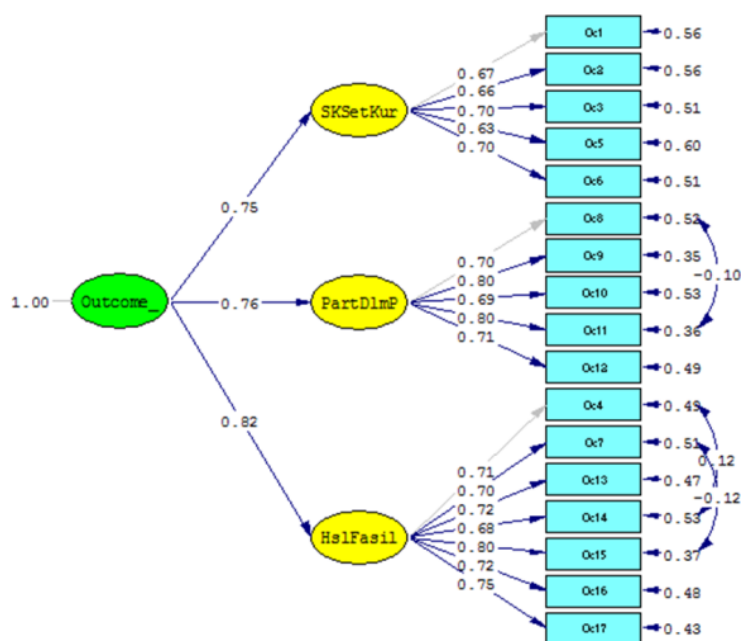 Oc1
0.56
0.67
Oc2
0.56
0.66
SKSetKur
0.70
Oc3
0.51
0.63
Oc5
0.60
0.70
Oc6
0.51
0.75
Oc8
0.52
0.70
Oc9
0.35
0.80
-0.10
1.00
Outcome_
0.76
PartDlmP
0.69
Oc10
0.53
0.80
Oc11
0.36
0.71
Oc12
0.49
Oc4
0.82
0.71
Oc7
0.51
0.12
0.70
Oc13
0.47
0.72
-0.12
HslFasil
0.68
Oc14
0.53
0.80
Oc15
0.37
0.72
Oc16
0.48
0.75
Oc17
0.43